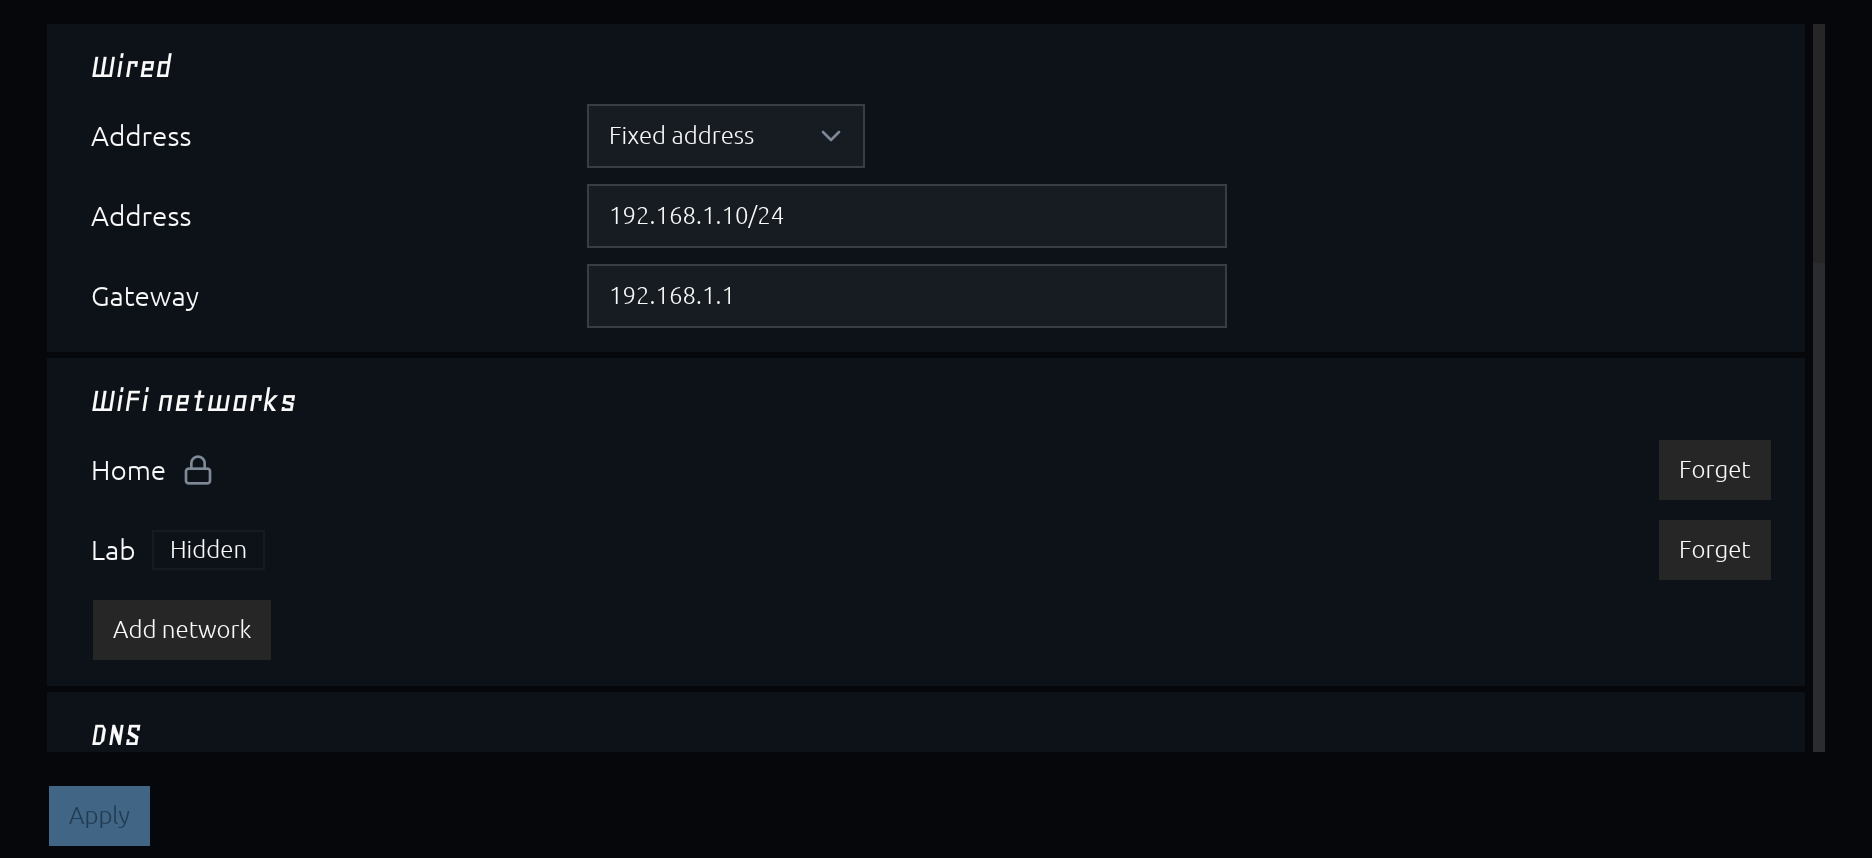 Wired
Address
Fixed address
Address
192.168.1.10/24
Gateway
192.168.1.1
WiFi networks
Home
Forget
Lab
Hidden
Forget
Add network
DNS
Apply